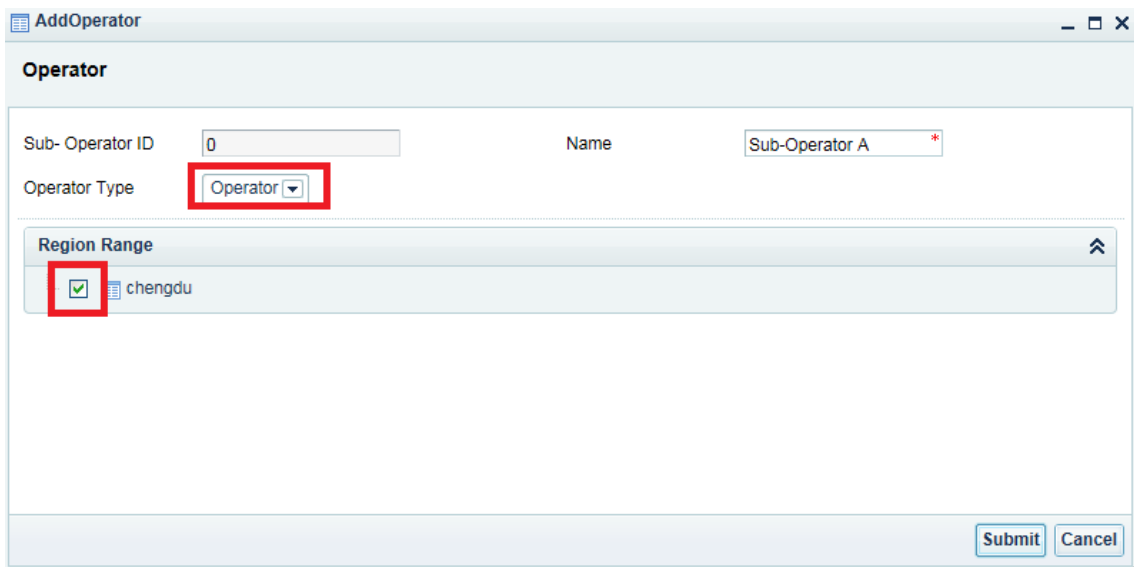 AddOperator
Operator
Sub- Operator ID 0 Name Sub-Operator A *
Operator Type Operator
Region Range
chengdu
Submit Cancel